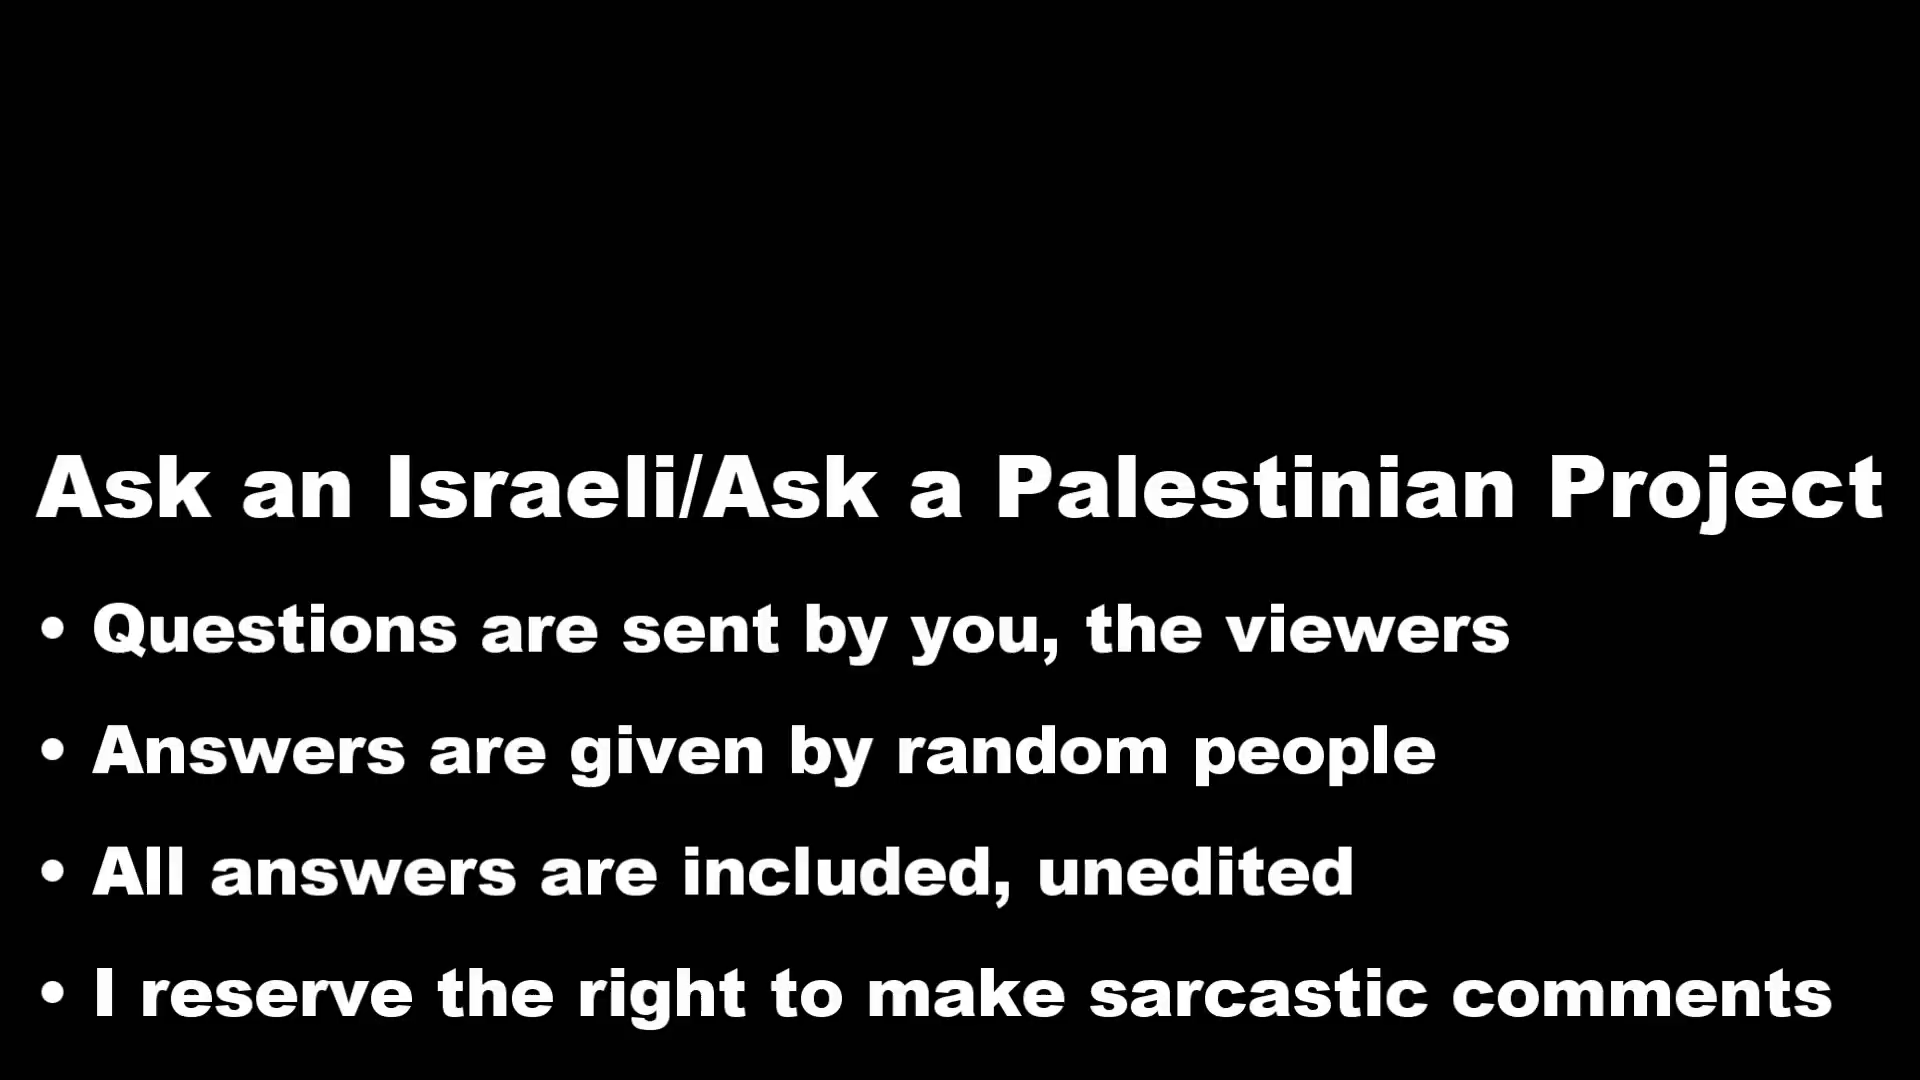 Ask an Israeli/Ask a Palestinian Project
• Questions are sent by you, the viewers
• Answers are given by random people
• All answers are included, unedited
• I reserve the right to make sarcastic comments